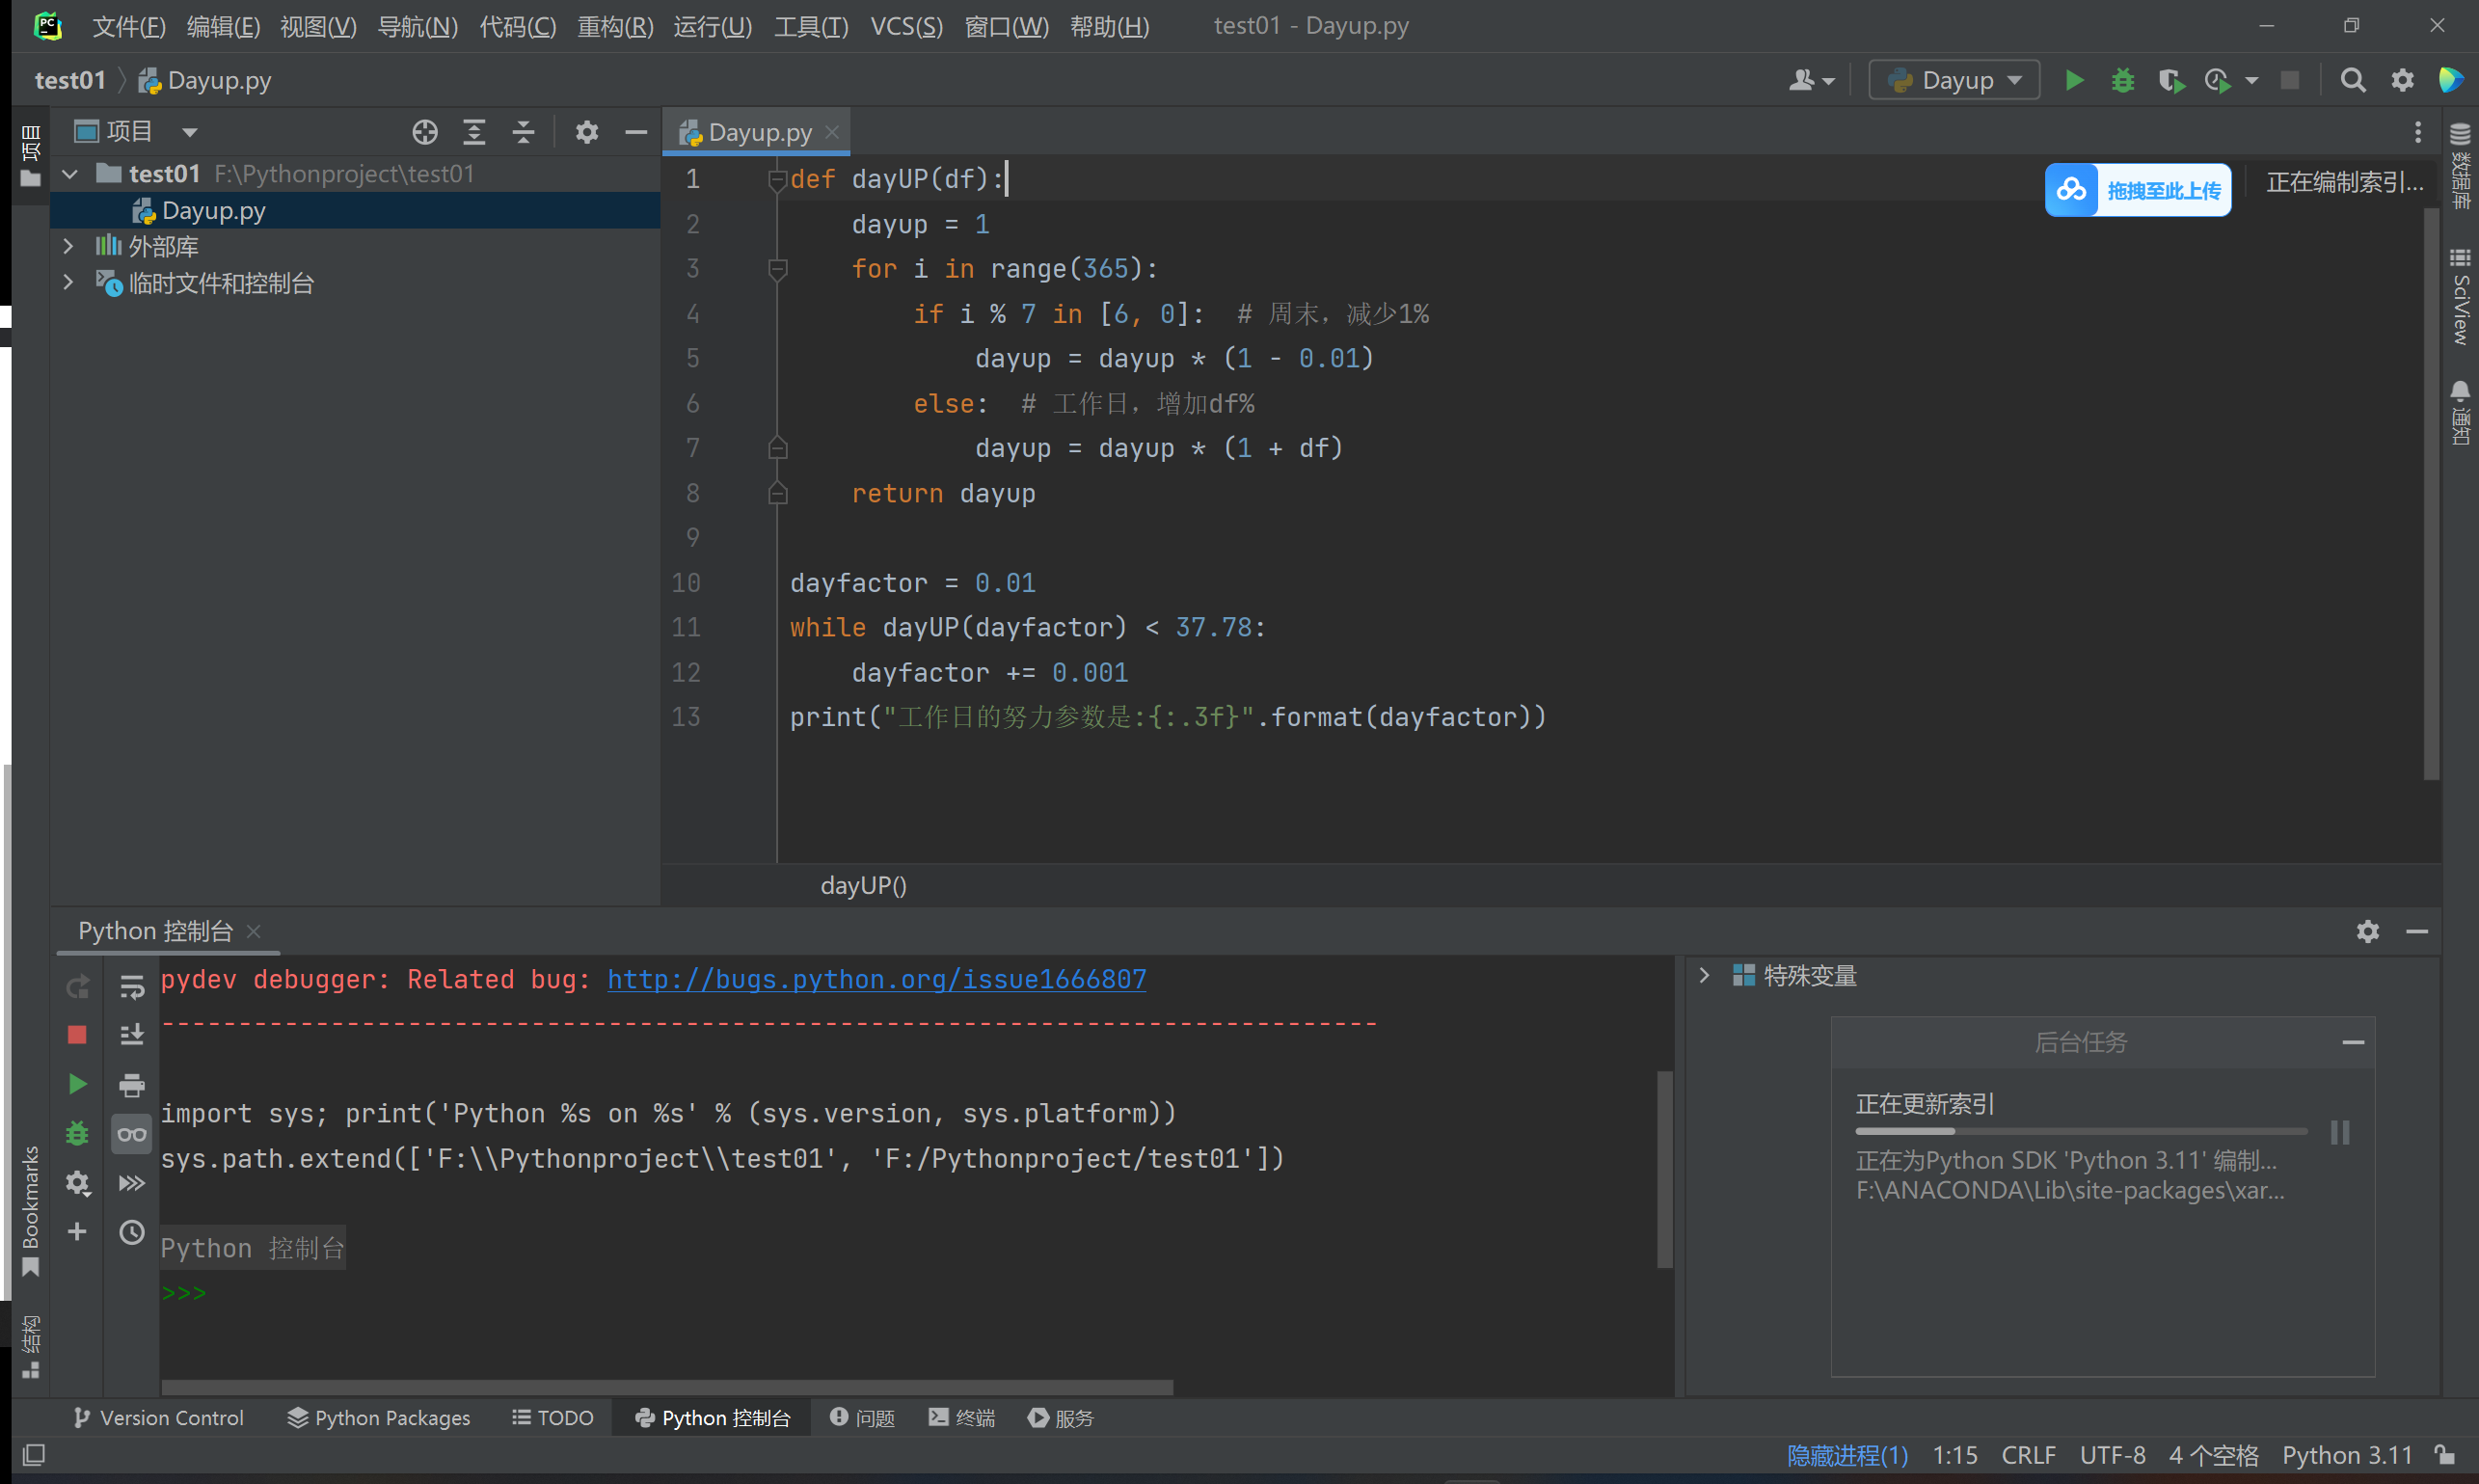 文件(F) 编辑(E) 视图(V) 导航(N) 代码(C) 重构(R) 运行(U) 工具(T) VCS(S) 窗口(W) 帮助(H) test01 - Dayup.py
test01 Dayup.py Dayup
项目
项目
Dayup.py
test01 F:\Pythonproject\test01
Dayup.py
外部库
临时文件和控制台
1 def dayUP(df):
2 dayup = 1
3 for i in range(365):
4 if i % 7 in [6, 0]: # 周末，减少1%
5 dayup = dayup * (1 - 0.01)
6 else: # 工作日，增加df%
7 dayup = dayup * (1 + df)
8 return dayup
9
10 dayfactor = 0.01
11 while dayUP(dayfactor) < 37.78:
12 dayfactor += 0.001
13 print("工作日的努力参数是:{:.3f}".format(dayfactor))
拖拽至此上传
正在编制索引...
数据库
SciView
通知
dayUP()
Python 控制台
pydev debugger: Related bug: http://bugs.python.org/issue1666807
-------------------------------------------------------------------------------
import sys; print('Python %s on %s' % (sys.version, sys.platform))
sys.path.extend(['F:\\Pythonproject\\test01', 'F:/Pythonproject/test01'])
Python 控制台
>>>
特殊变量
后台任务
正在更新索引
正在为Python SDK 'Python 3.11' 编制...
F:\ANACONDA\Lib\site-packages\xar...
Bookmarks
结构
Version Control Python Packages TODO Python 控制台 问题 终端 服务
隐藏进程(1) 1:15 CRLF UTF-8 4 个空格 Python 3.11